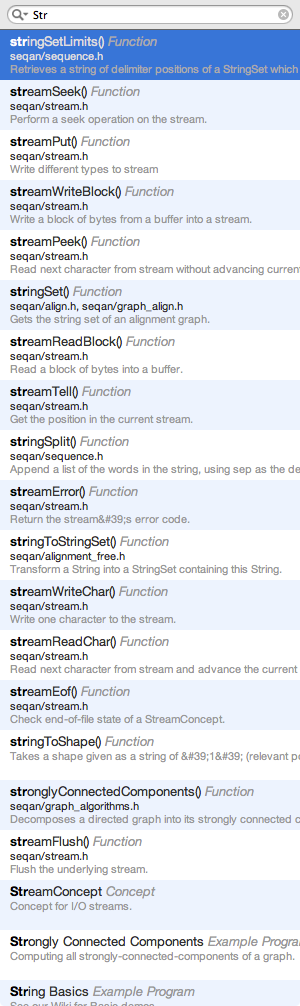 Str
stringSetLimits() Function
seqan/sequence.h
Retrieves a string of delimiter positions of a StringSet which
streamSeek() Function
seqan/stream.h
Perform a seek operation on the stream.
streamPut() Function
seqan/stream.h
Write different types to stream
streamWriteBlock() Function
seqan/stream.h
Write a block of bytes from a buffer into a stream.
streamPeek() Function
seqan/stream.h
Read next character from stream without advancing current
stringSet() Function
seqan/align.h, seqan/graph_align.h
Gets the string set of an alignment graph.
streamReadBlock() Function
seqan/stream.h
Read a block of bytes into a buffer.
streamTell() Function
seqan/stream.h
Get the position in the current stream.
stringSplit() Function
seqan/sequence.h
Append a list of the words in the string, using sep as the de
streamError() Function
seqan/stream.h
Return the stream&#39;s error code.
stringToStringSet() Function
seqan/alignment_free.h
Transform a String into a StringSet containing this String.
streamWriteChar() Function
seqan/stream.h
Write one character to the stream.
streamReadChar() Function
seqan/stream.h
Read next character from stream and advance the current
streamEof() Function
seqan/stream.h
Check end-of-file state of a StreamConcept.
stringToShape() Function
Takes a shape given as a string of &#39;1&#39; (relevant po
stronglyConnectedComponents() Function
seqan/graph_algorithms.h
Decomposes a directed graph into its strongly connected c
streamFlush() Function
seqan/stream.h
Flush the underlying stream.
StreamConcept Concept
Concept for I/O streams.
Strongly Connected Components Example Progra
Computing all strongly-connected-components of a graph.
String Basics Example Program
See our Wiki for Basic demos